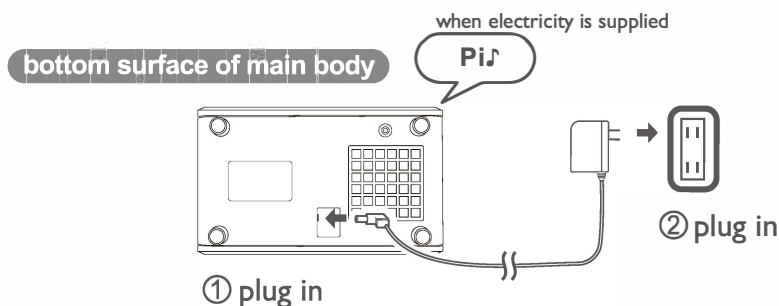 when electricity is supplied
Pi♪
bottom surface of main body
② plug in
① plug in